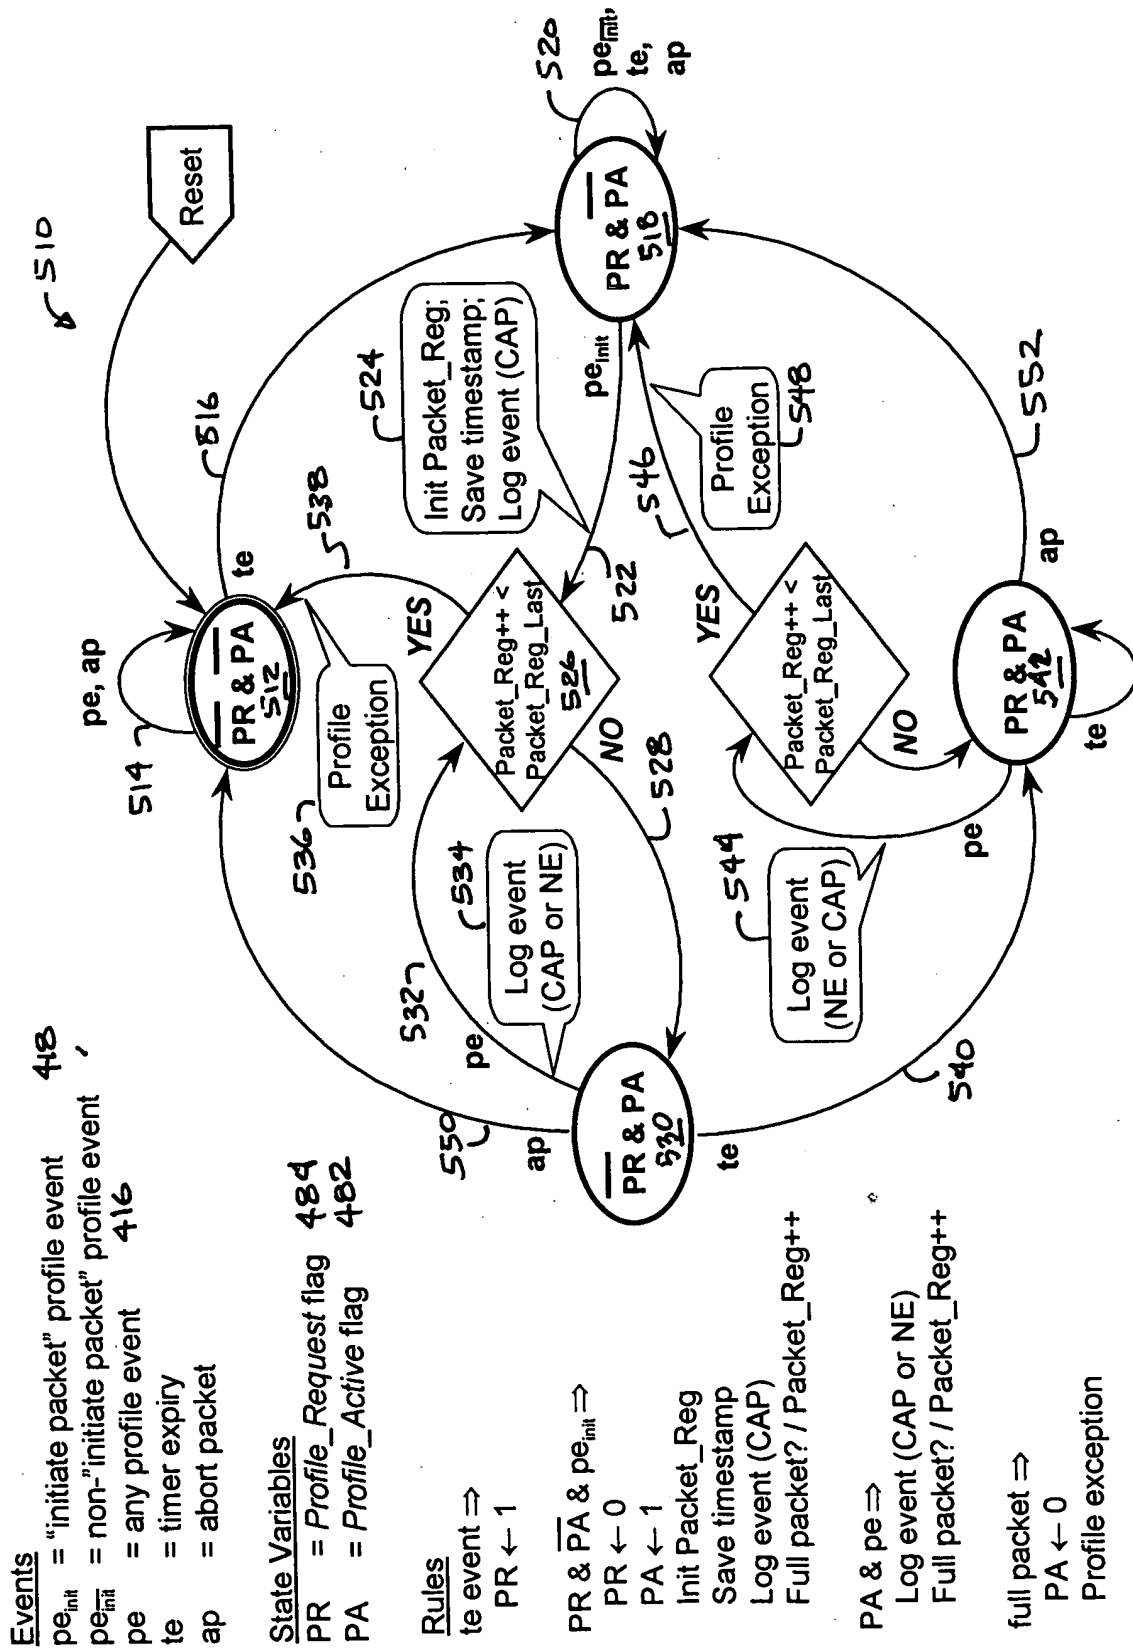 Events
pe_init = "initiate packet" profile event 418
pe_i̅n̅i̅t̅ = non-"initiate packet" profile event
pe = any profile event 416
te = timer expiry
ap = abort packet
State Variables
PR = Profile_Request flag 484
PA = Profile_Active flag 482
Rules
te event ⇒
PR ← 1
PR & P̅A̅ & pe_init ⇒
PR ← 0
PA ← 1
Init Packet_Reg
Save timestamp
Log event (CAP)
Full packet? / Packet_Reg++
PA & pe ⇒
Log event (CAP or NE)
Full packet? / Packet_Reg++
full packet ⇒
PA ← 0
Profile exception
510
Reset
pe, ap
514
P̅R̅ & P̅A̅
512
te
516
536
Profile
Exception
538
524
Init Packet_Reg;
Save timestamp;
Log event (CAP)
520
pe_i̅n̅i̅t̅,
te,
ap
PR & P̅A̅
518
pe_init
522
YES
Packet_Reg++ <
Packet_Reg_Last
526
NO
528
532
534
Log event
(CAP or NE)
pe
550
ap
P̅R̅ & PA
530
te
540
546
Profile
Exception
548
YES
Packet_Reg++ <
Packet_Reg_Last
NO
544
Log event
(NE or CAP)
pe
PR & PA
542
te
ap
552